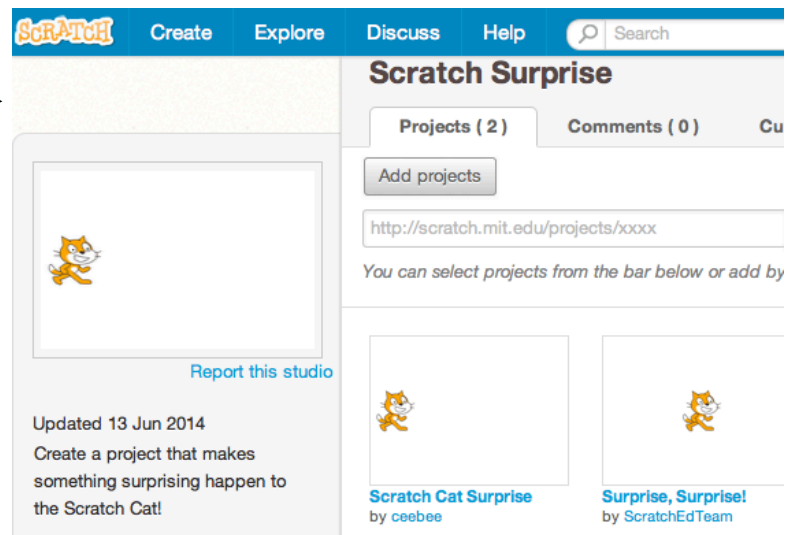 SCRATCH Create Explore Discuss Help Search
Scratch Surprise
Projects ( 2 ) Comments ( 0 ) Cu
Add projects
http://scratch.mit.edu/projects/xxxx
You can select projects from the bar below or add by
Report this studio
Updated 13 Jun 2014
Create a project that makes
something surprising happen to
the Scratch Cat!
Scratch Cat Surprise
by ceebee
Surprise, Surprise!
by ScratchEdTeam